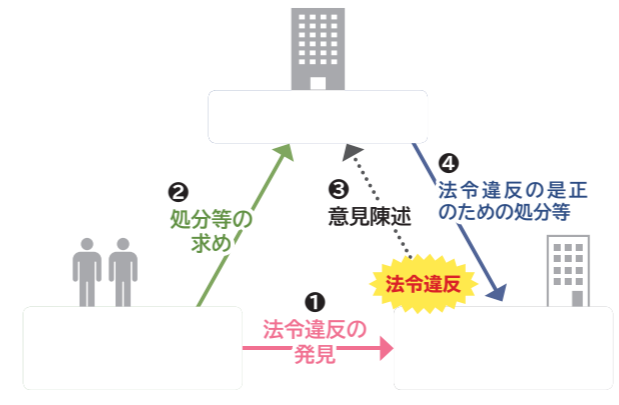 ❹
法令違反の是正
のための処分等
❷
処分等の
求め
❸
意見陳述
法令違反
❶
法令違反の
発見